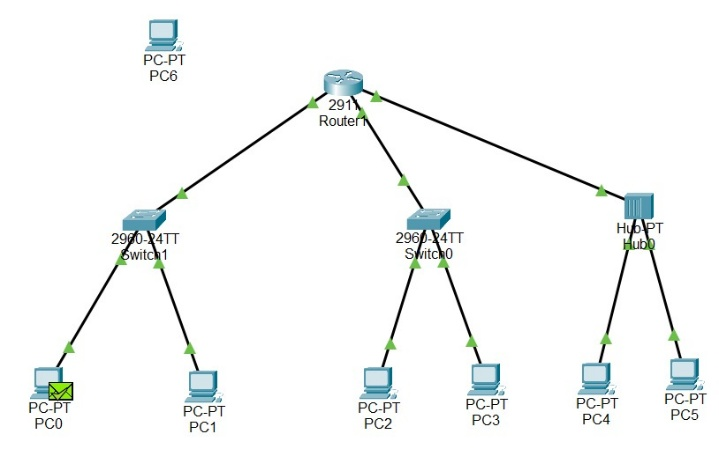 PC-PT
PC6
2911
Router1
2960-24TT
Switch1
2960-24TT
Switch0
Hub-PT
Hub0
PC-PT
PC0
PC-PT
PC1
PC-PT
PC2
PC-PT
PC3
PC-PT
PC4
PC-PT
PC5